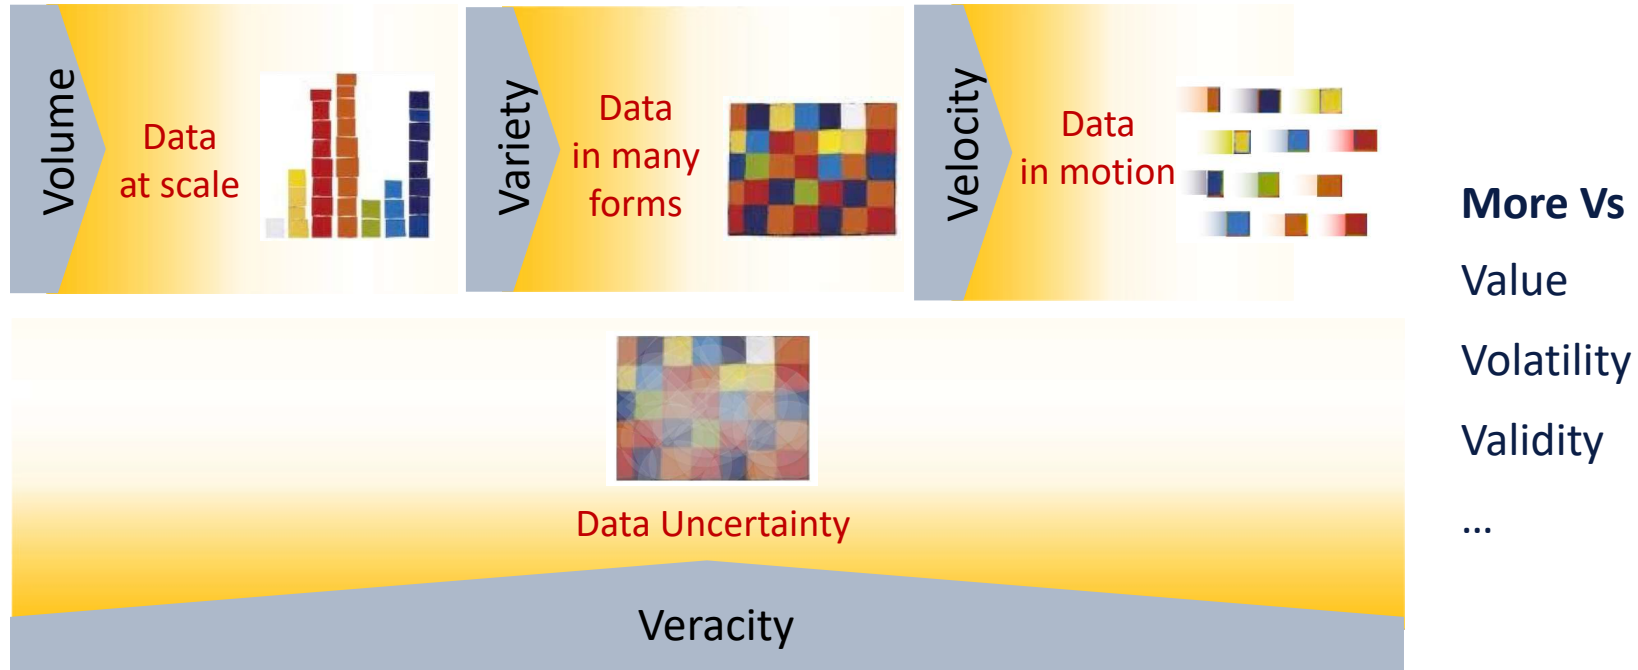 Volume
Data
at scale
Variety
Data
in many
forms
Velocity
Data
in motion
More Vs
Value
Volatility
Validity
...
Data Uncertainty
Veracity